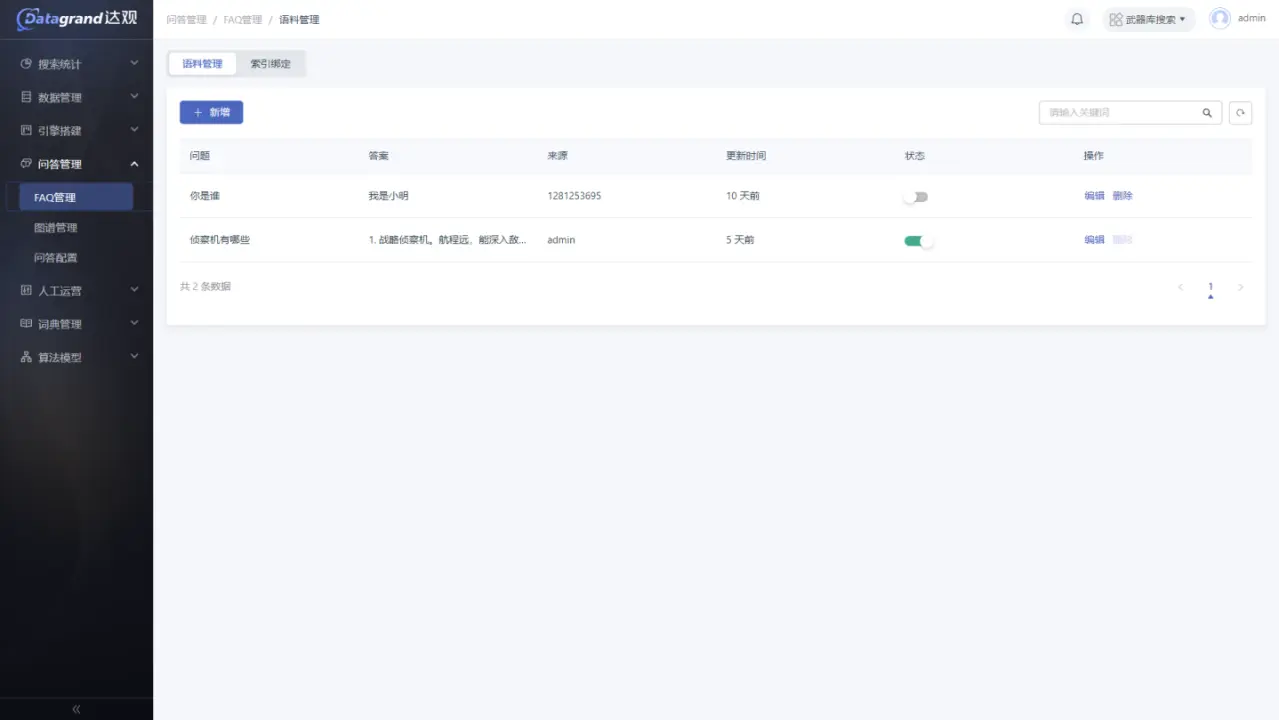 Datagrand达观
问答管理 / FAQ管理 / 语料管理
武器库搜索
admin
搜索统计
数据管理
引擎搭建
问答管理
FAQ管理
图谱管理
问答配置
人工运营
词典管理
算法模型
语料管理 索引绑定
+ 新增
请输入关键词
问题 答案 来源 更新时间 状态 操作
你是谁 我是小明 1281253695 10 天前 编辑 删除
侦察机有哪些 1. 战略侦察机。航程远，能深入敌... admin 5 天前 编辑 删除
共 2 条数据
< 1 >